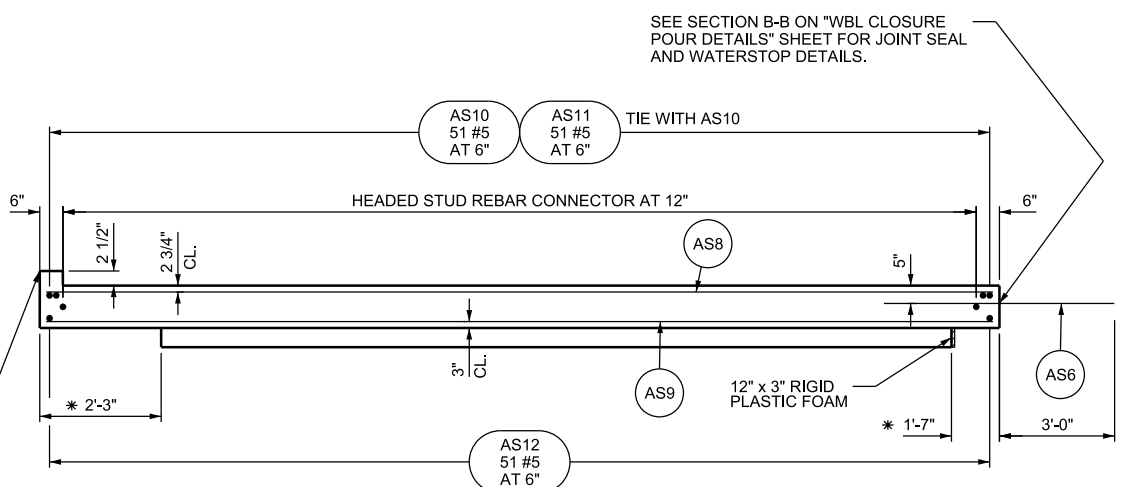 SEE SECTION B-B ON "WBL CLOSURE
POUR DETAILS" SHEET FOR JOINT SEAL
AND WATERSTOP DETAILS.
AS10
51 #5
AT 6"
AS11
51 #5
AT 6"
TIE WITH AS10
6"
HEADED STUD REBAR CONNECTOR AT 12"
6"
2 1/2"
2 3/4"
CL.
AS8
5"
3"
CL.
AS9
12" x 3" RIGID
PLASTIC FOAM
AS6
* 2'-3"
* 1'-7"
3'-0"
AS12
51 #5
AT 6"